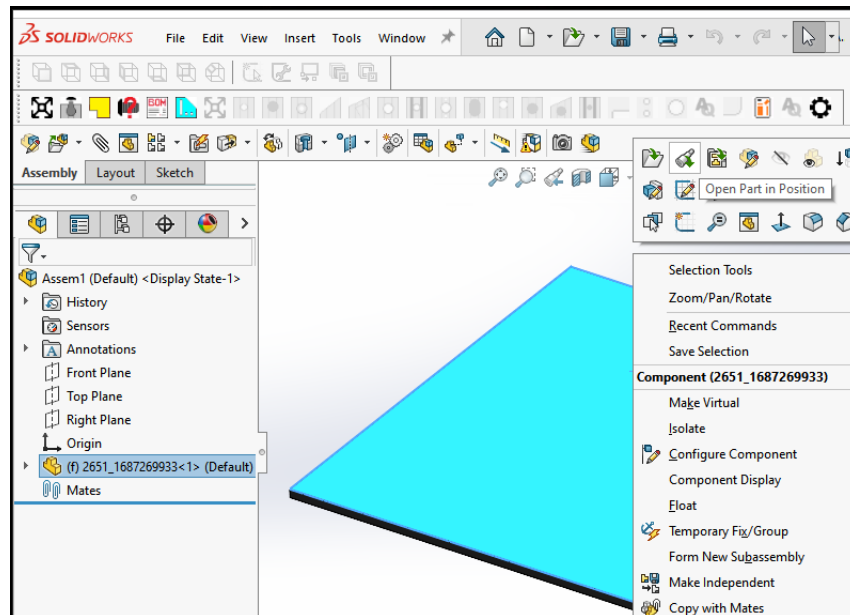 SOLIDWORKS File Edit View Insert Tools Window
BOM
Assembly Layout Sketch
Open Part in Position
Assem1 (Default) <Display State-1>
History
Sensors
Annotations
Front Plane
Top Plane
Right Plane
Origin
(f) 2651_1687269933<1> (Default)
Mates
Selection Tools
Zoom/Pan/Rotate
Recent Commands
Save Selection
Component (2651_1687269933)
Make Virtual
Isolate
Configure Component
Component Display
Float
Temporary Fix/Group
Form New Subassembly
Make Independent
Copy with Mates